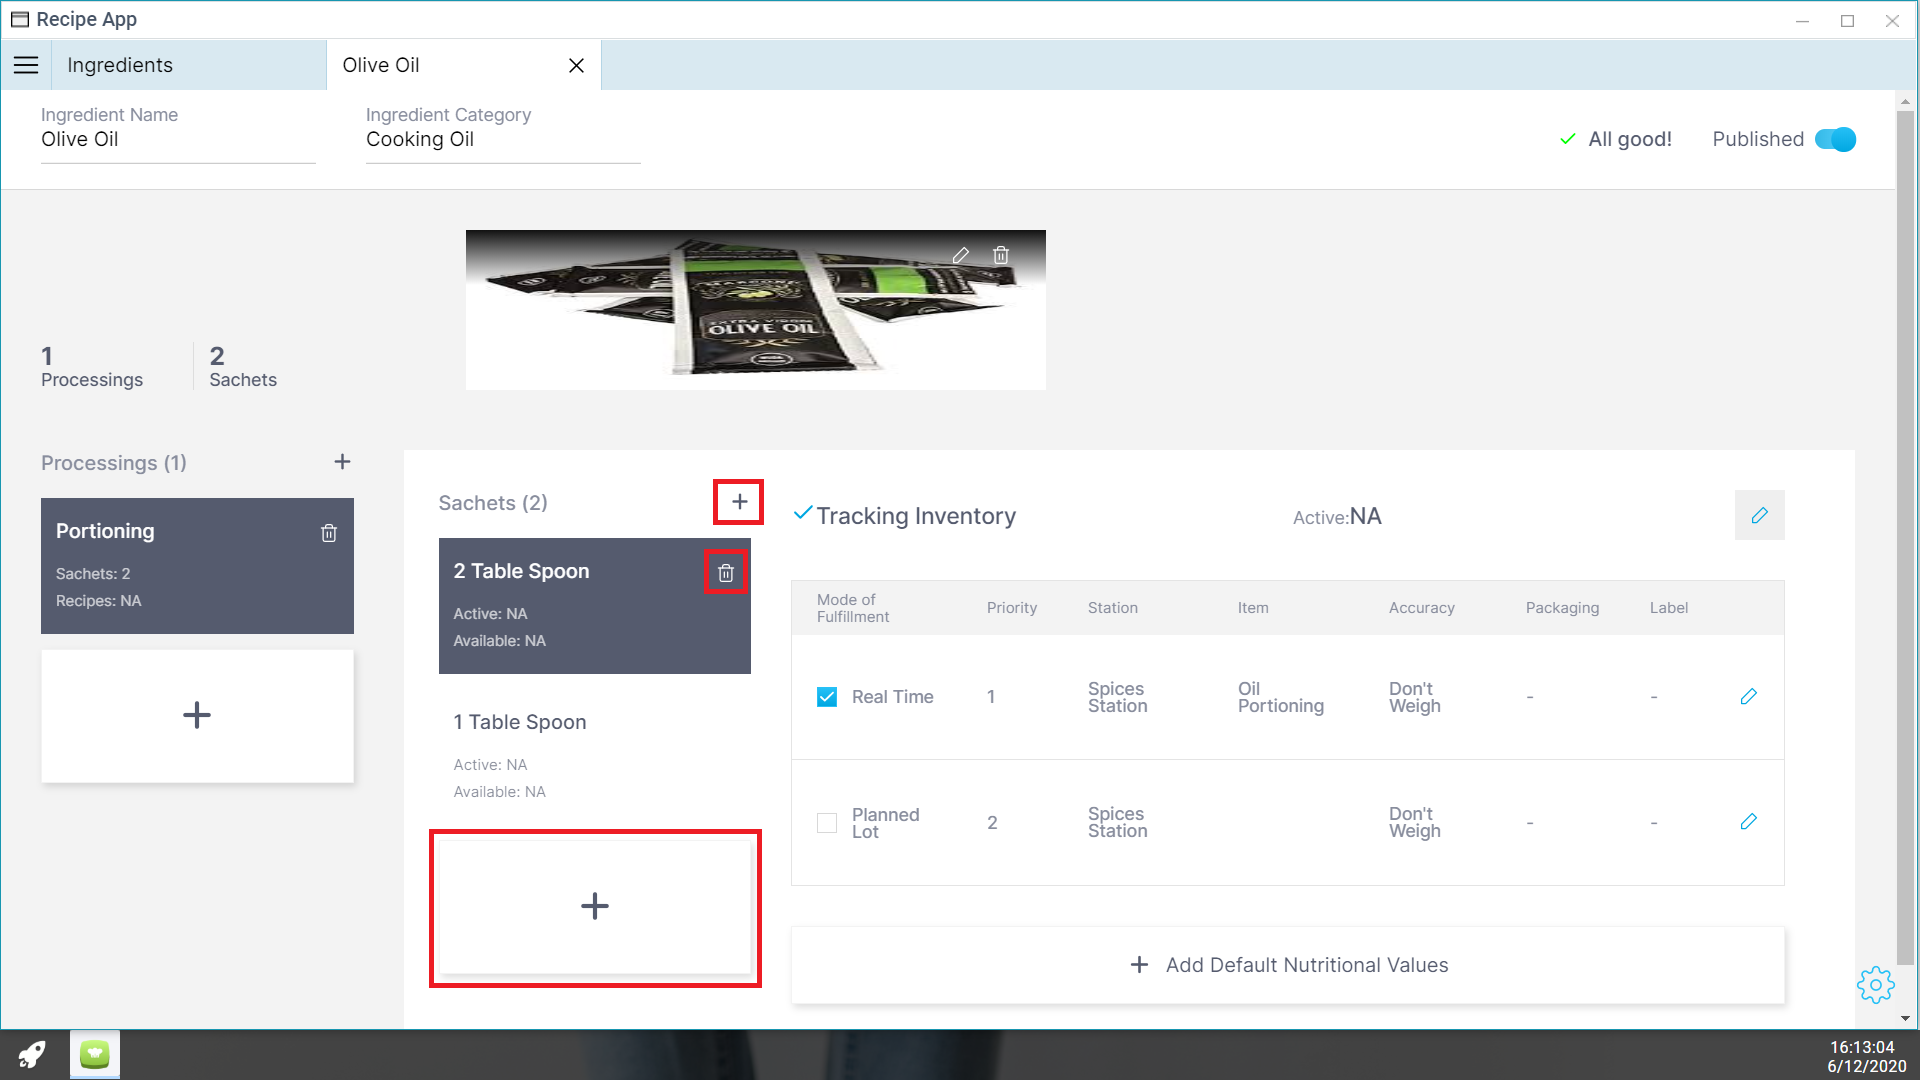 Recipe App
Ingredients
Olive Oil
Ingredient Name
Olive Oil
Ingredient Category
Cooking Oil
All good!
Published
EXTRA VIRGIN
OLIVE OIL
1
Processings
2
Sachets
Processings (1)
Portioning
Sachets: 2
Recipes: NA
Sachets (2)
2 Table Spoon
Active: NA
Available: NA
1 Table Spoon
Active: NA
Available: NA
Tracking Inventory
Active:NA
Mode of
Fulfillment
Priority
Station
Item
Accuracy
Packaging
Label
Real Time
1
Spices
Station
Oil
Portioning
Don't
Weigh
-
-
Planned
Lot
2
Spices
Station
Don't
Weigh
-
-
Add Default Nutritional Values
16:13:04
6/12/2020